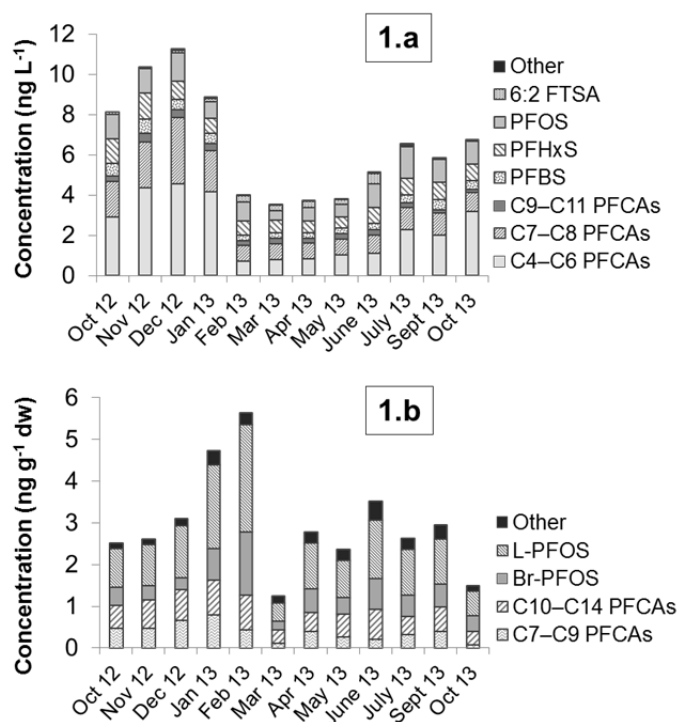 1.a
Concentration (ng L⁻¹)
12
10
8
6
4
2
0
Other
6:2 FTSA
PFOS
PFHxS
PFBS
C9–C11 PFCAs
C7–C8 PFCAs
C4–C6 PFCAs
Oct 12
Nov 12
Dec 12
Jan 13
Feb 13
Mar 13
Apr 13
May 13
June 13
July 13
Sept 13
Oct 13
1.b
Concentration (ng g⁻¹ dw)
6
5
4
3
2
1
0
Other
L-PFOS
Br-PFOS
C10–C14 PFCAs
C7–C9 PFCAs
Oct 12
Nov 12
Dec 12
Jan 13
Feb 13
Mar 13
Apr 13
May 13
June 13
July 13
Sept 13
Oct 13